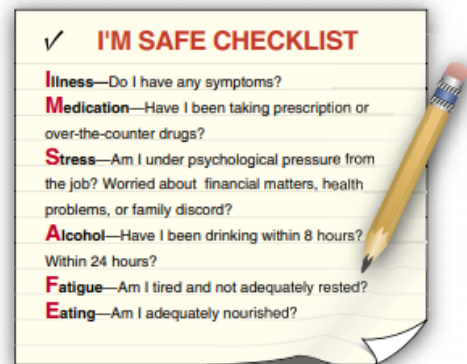 ✓ I'M SAFE CHECKLIST
Illness—Do I have any symptoms?
Medication—Have I been taking prescription or
over-the-counter drugs?
Stress—Am I under psychological pressure from
the job? Worried about financial matters, health
problems, or family discord?
Alcohol—Have I been drinking within 8 hours?
Within 24 hours?
Fatigue—Am I tired and not adequately rested?
Eating—Am I adequately nourished?